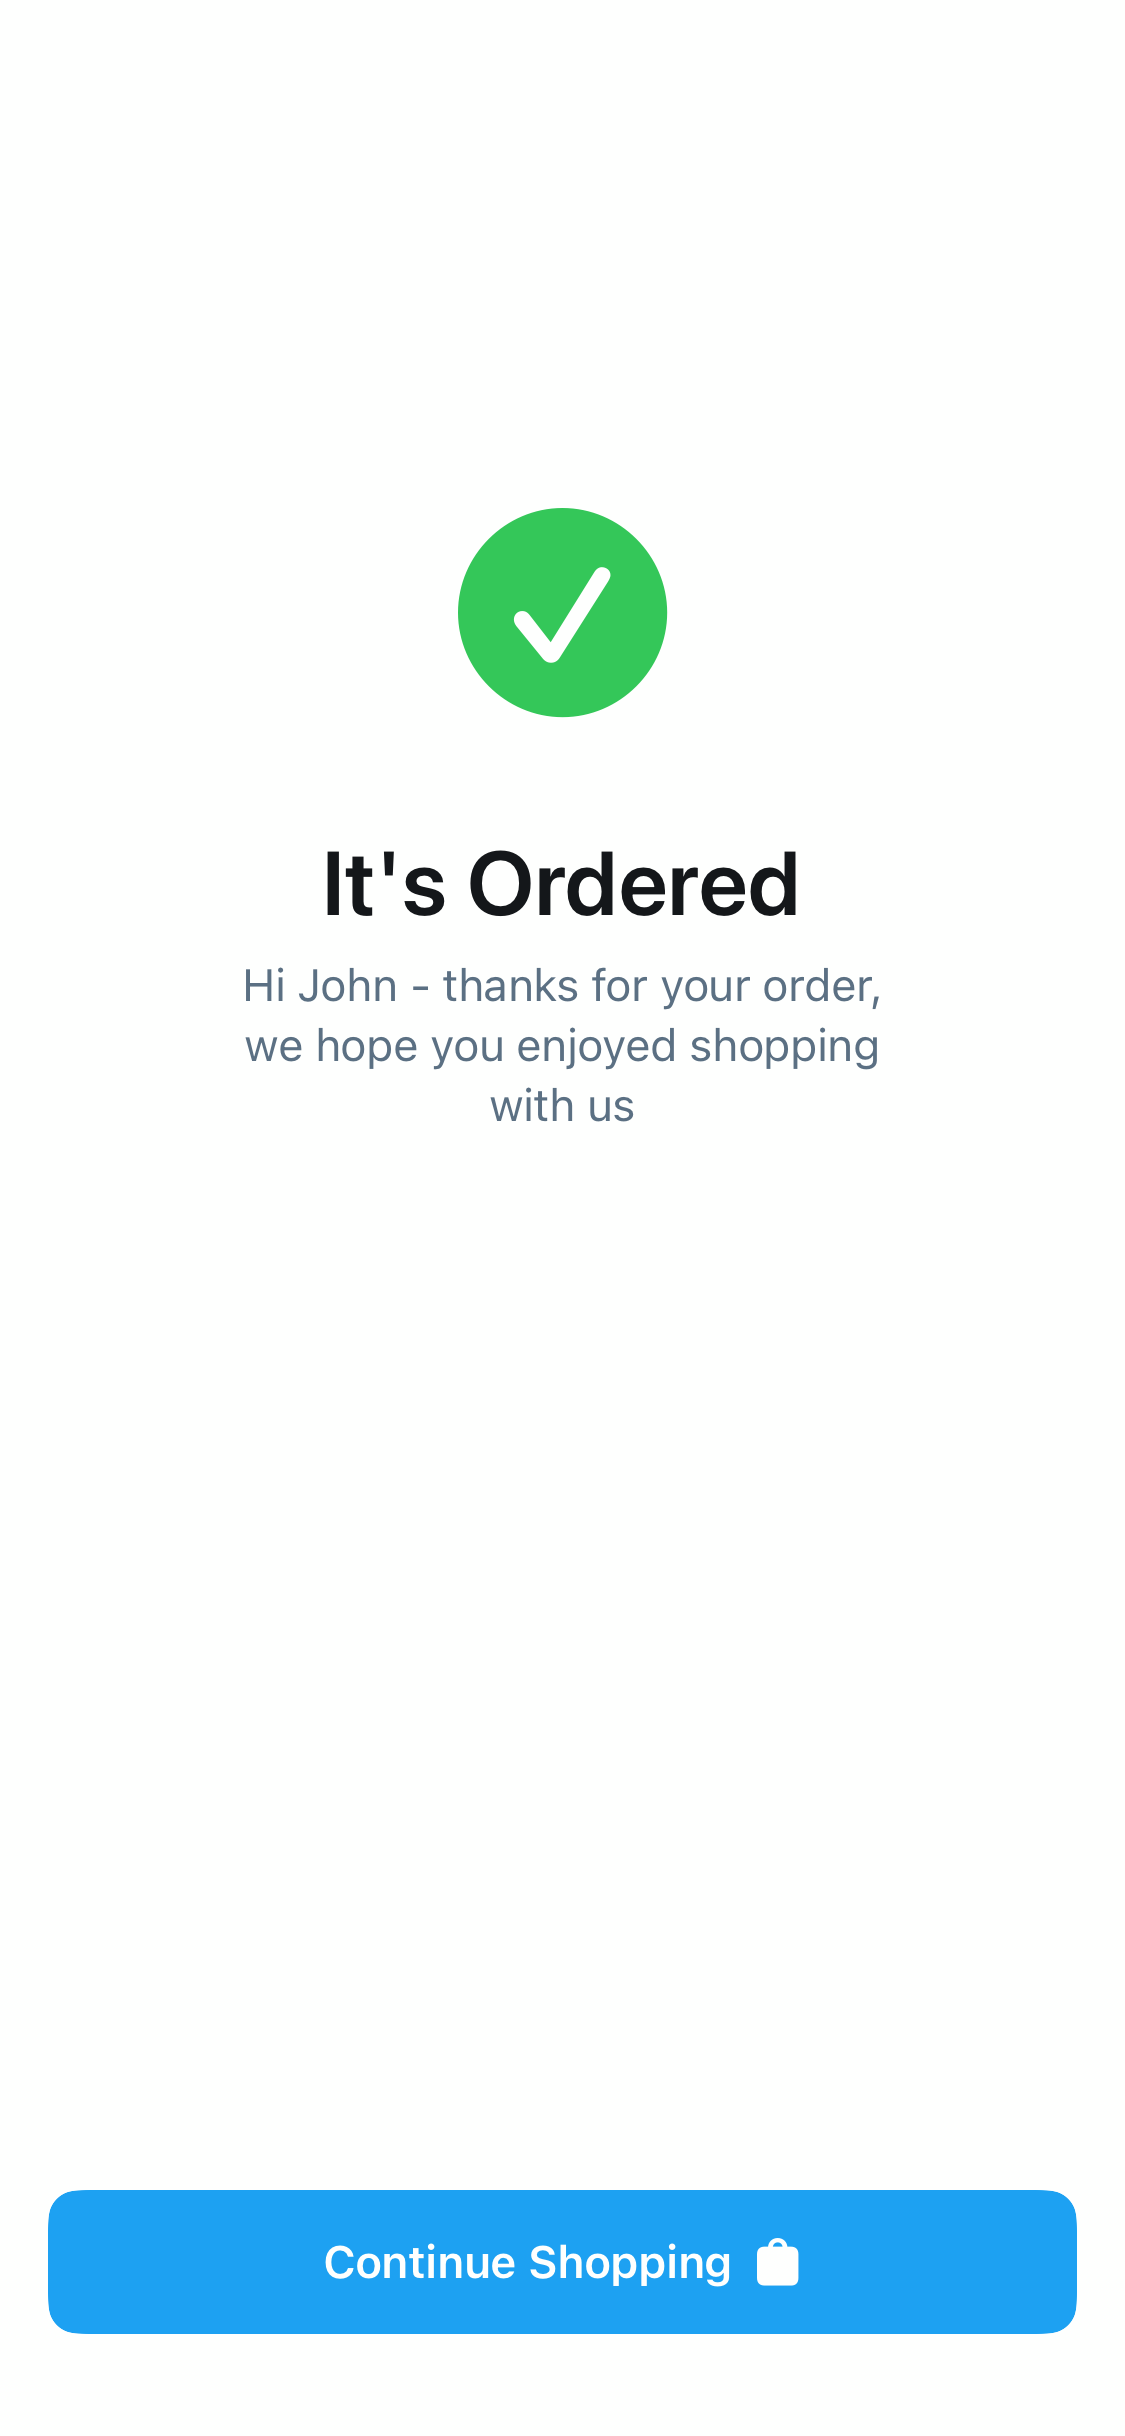 It's Ordered
Hi John - thanks for your order,
we hope you enjoyed shopping
with us
Continue Shopping